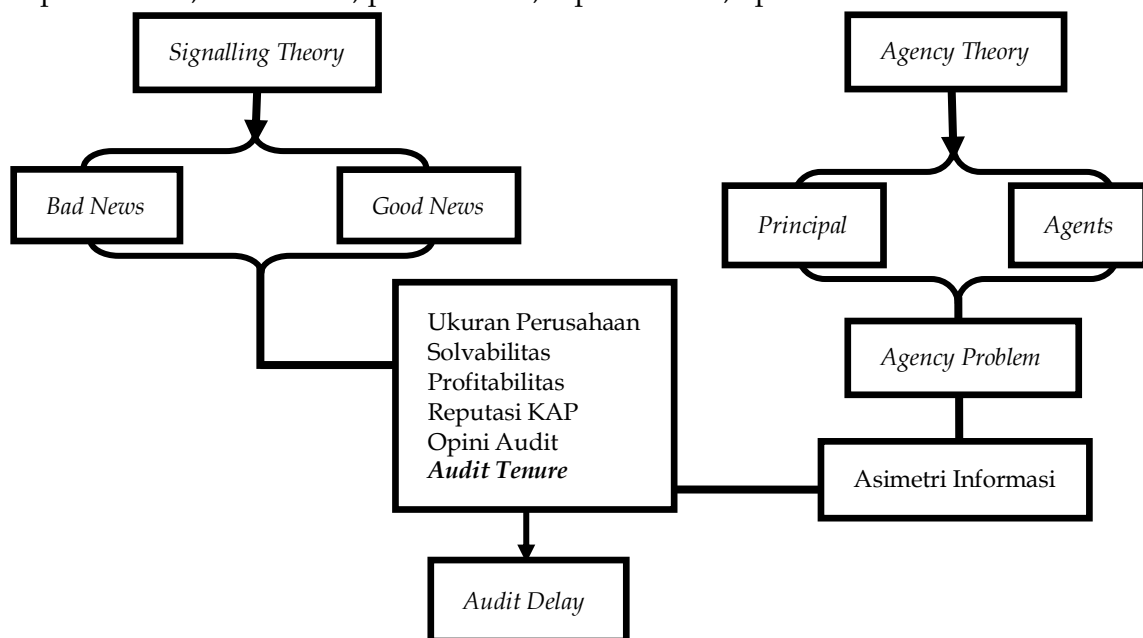 Signalling Theory
Agency Theory
Bad News
Good News
Principal
Agents
Ukuran Perusahaan
Solvabilitas
Profitabilitas
Reputasi KAP
Opini Audit
Audit Tenure
Agency Problem
Asimetri Informasi
Audit Delay